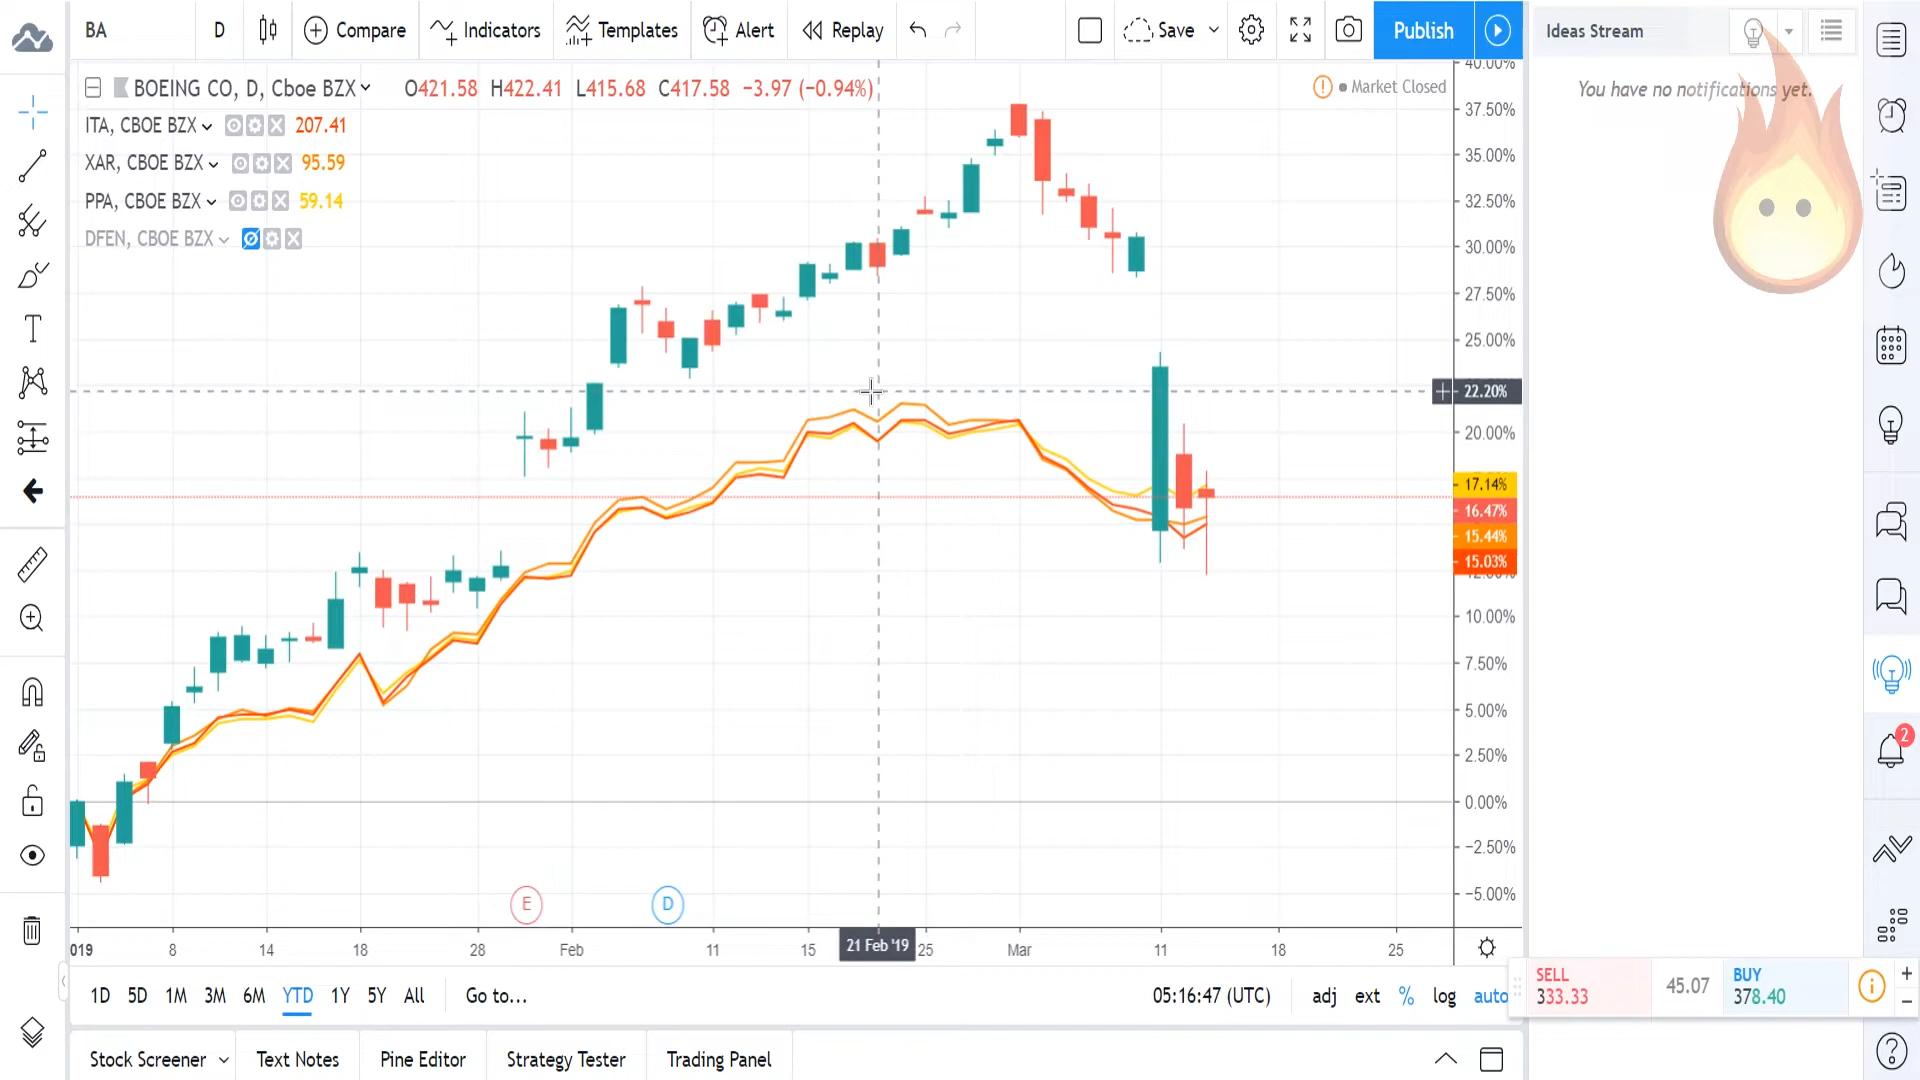 BA
D
Compare
Indicators
Templates
Alert
Replay
Save
Publish
Ideas Stream
You have no notifications yet.
BOEING CO, D, Cboe BZX
O421.58 H422.41 L415.68 C417.58 −3.97 (−0.94%)
Market Closed
ITA, CBOE BZX 207.41
XAR, CBOE BZX 95.59
PPA, CBOE BZX 59.14
DFEN, CBOE BZX
40.00%
37.50%
35.00%
32.50%
30.00%
27.50%
25.00%
22.20%
20.00%
17.14%
16.47%
15.44%
15.03%
12.50%
10.00%
7.50%
5.00%
2.50%
0.00%
−2.50%
−5.00%
E
D
2
019 8 14 18 28 Feb 11 15 21 Feb '19 25 Mar 11 18 25
1D 5D 1M 3M 6M YTD 1Y 5Y All Go to...
05:16:47 (UTC) adj ext % log auto
SELL
333.33
45.07
BUY
378.40
Stock Screener Text Notes Pine Editor Strategy Tester Trading Panel